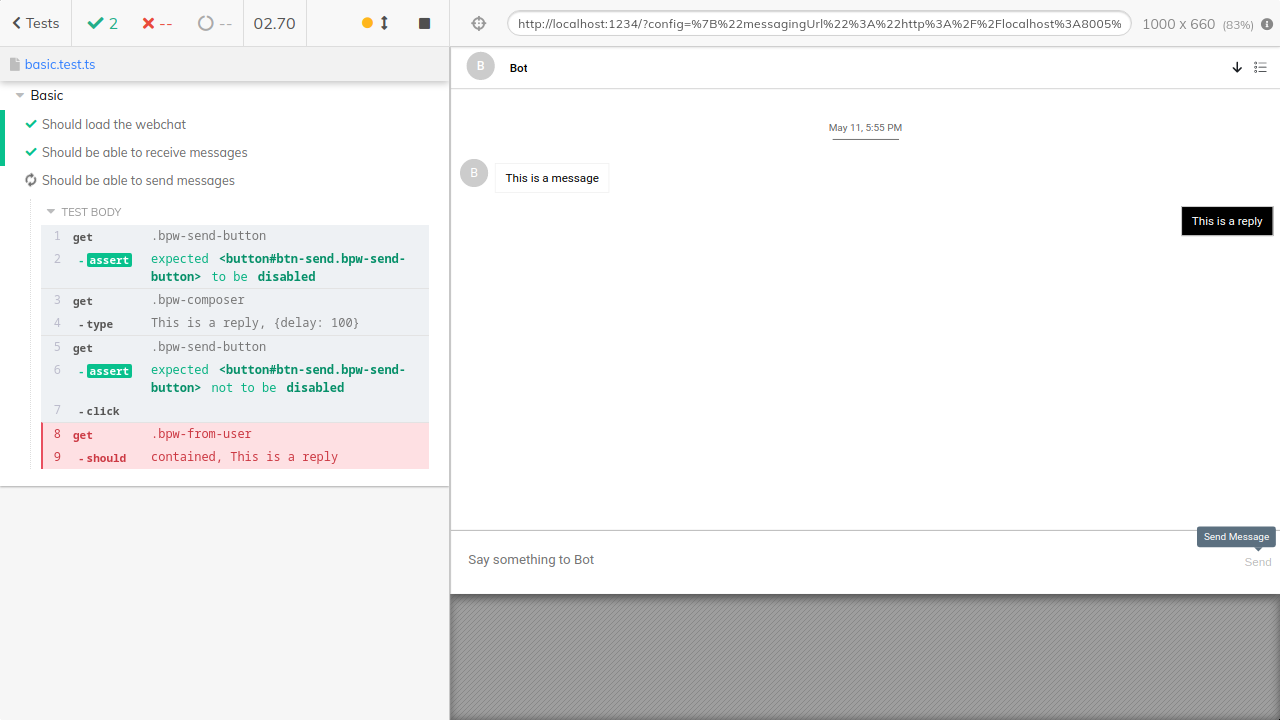 Tests
2
--
--
02.70
http://localhost:1234/?config=%7B%22messagingUrl%22%3A%22http%3A%2F%2Flocalhost%3A8005%
1000 x 660 (83%)
basic.test.ts
Basic
Should load the webchat
Should be able to receive messages
Should be able to send messages
TEST BODY
1 get .bpw-send-button
2 -assert expected <button#btn-send.bpw-send-
button> to be disabled
3 get .bpw-composer
4 -type This is a reply, {delay: 100}
5 get .bpw-send-button
6 -assert expected <button#btn-send.bpw-send-
button> not to be disabled
7 -click
8 get .bpw-from-user
9 -should contained, This is a reply
B
Bot
May 11, 5:55 PM
B
This is a message
This is a reply
Send Message
Say something to Bot
Send